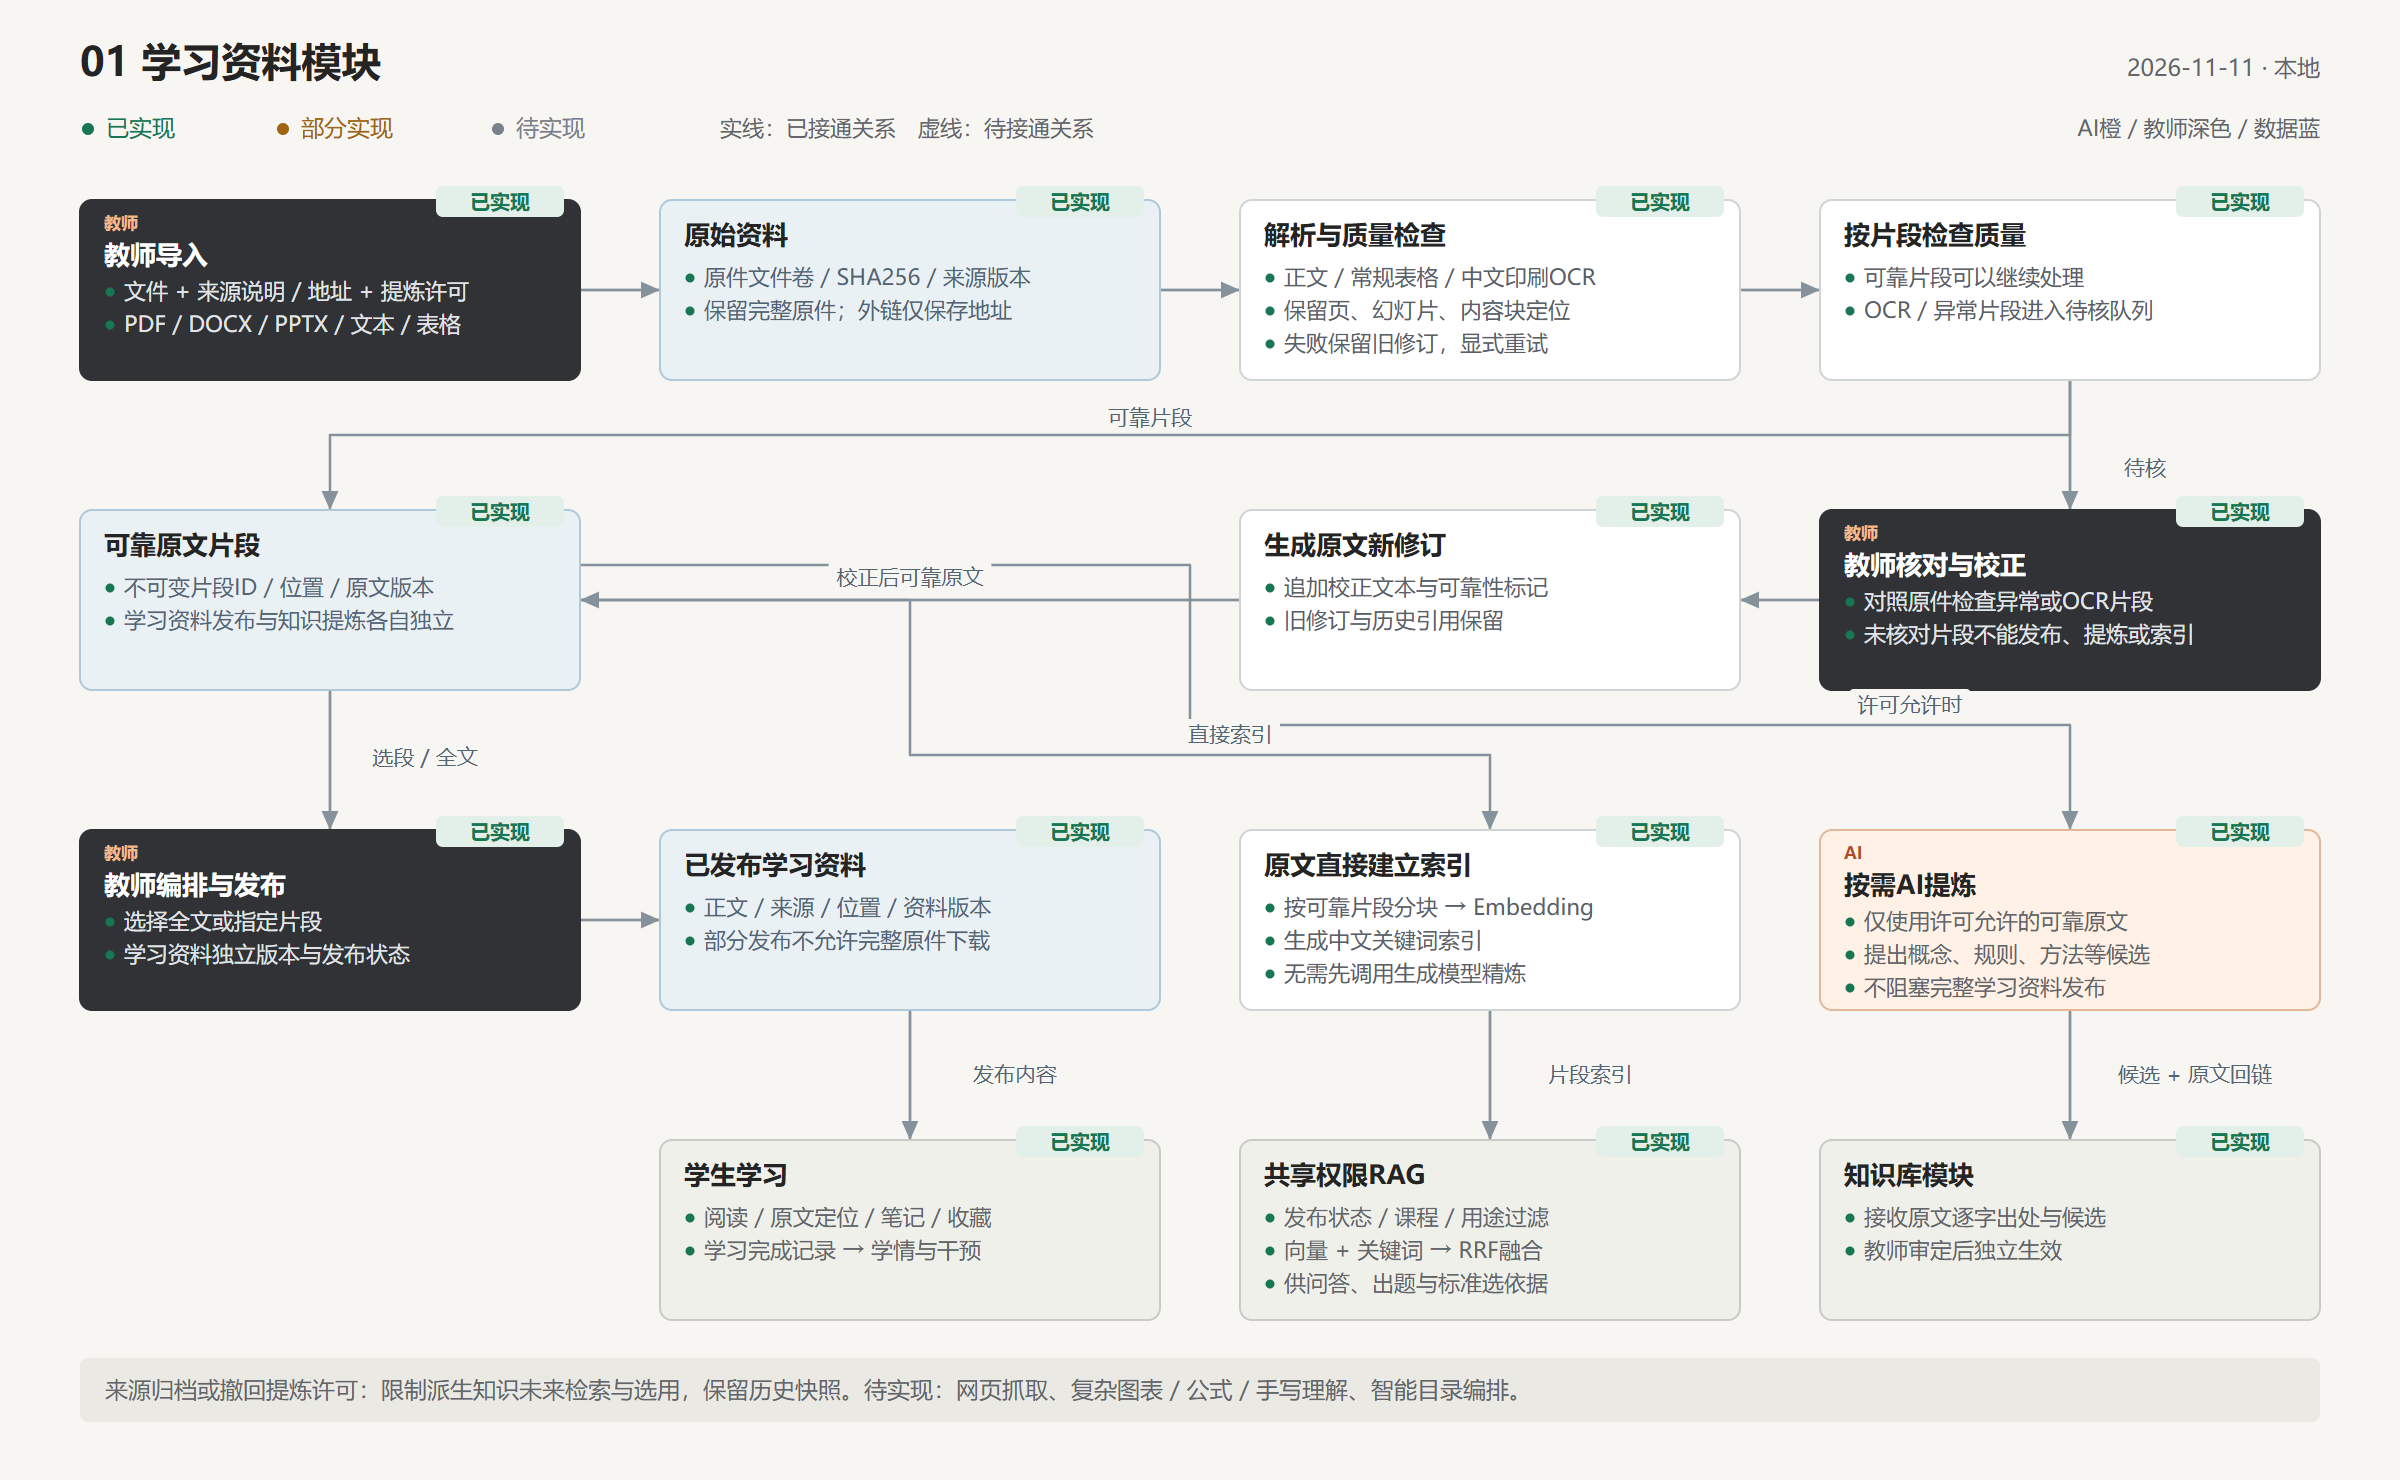 01 学习资料模块
2026-11-11 · 本地
已实现
部分实现
待实现
实线：已接通关系　虚线：待接通关系
AI橙 / 教师深色 / 数据蓝
已实现
教师
教师导入
文件 + 来源说明 / 地址 + 提炼许可
PDF / DOCX / PPTX / 文本 / 表格
已实现
原始资料
原件文件卷 / SHA256 / 来源版本
保留完整原件；外链仅保存地址
已实现
解析与质量检查
正文 / 常规表格 / 中文印刷OCR
保留页、幻灯片、内容块定位
失败保留旧修订，显式重试
已实现
按片段检查质量
可靠片段可以继续处理
OCR / 异常片段进入待核队列
可靠片段
待核
已实现
可靠原文片段
不可变片段ID / 位置 / 原文版本
学习资料发布与知识提炼各自独立
校正后可靠原文
已实现
生成原文新修订
追加校正文本与可靠性标记
旧修订与历史引用保留
已实现
教师
教师核对与校正
对照原件检查异常或OCR片段
未核对片段不能发布、提炼或索引
许可允许时
直接索引
选段 / 全文
已实现
教师
教师编排与发布
选择全文或指定片段
学习资料独立版本与发布状态
已实现
已发布学习资料
正文 / 来源 / 位置 / 资料版本
部分发布不允许完整原件下载
已实现
原文直接建立索引
按可靠片段分块 → Embedding
生成中文关键词索引
无需先调用生成模型精炼
已实现
AI
按需AI提炼
仅使用许可允许的可靠原文
提出概念、规则、方法等候选
不阻塞完整学习资料发布
发布内容
片段索引
候选 + 原文回链
已实现
学生学习
阅读 / 原文定位 / 笔记 / 收藏
学习完成记录 → 学情与干预
已实现
共享权限RAG
发布状态 / 课程 / 用途过滤
向量 + 关键词 → RRF融合
供问答、出题与标准选依据
已实现
知识库模块
接收原文逐字出处与候选
教师审定后独立生效
来源归档或撤回提炼许可：限制派生知识未来检索与选用，保留历史快照。待实现：网页抓取、复杂图表 / 公式 / 手写理解、智能目录编排。